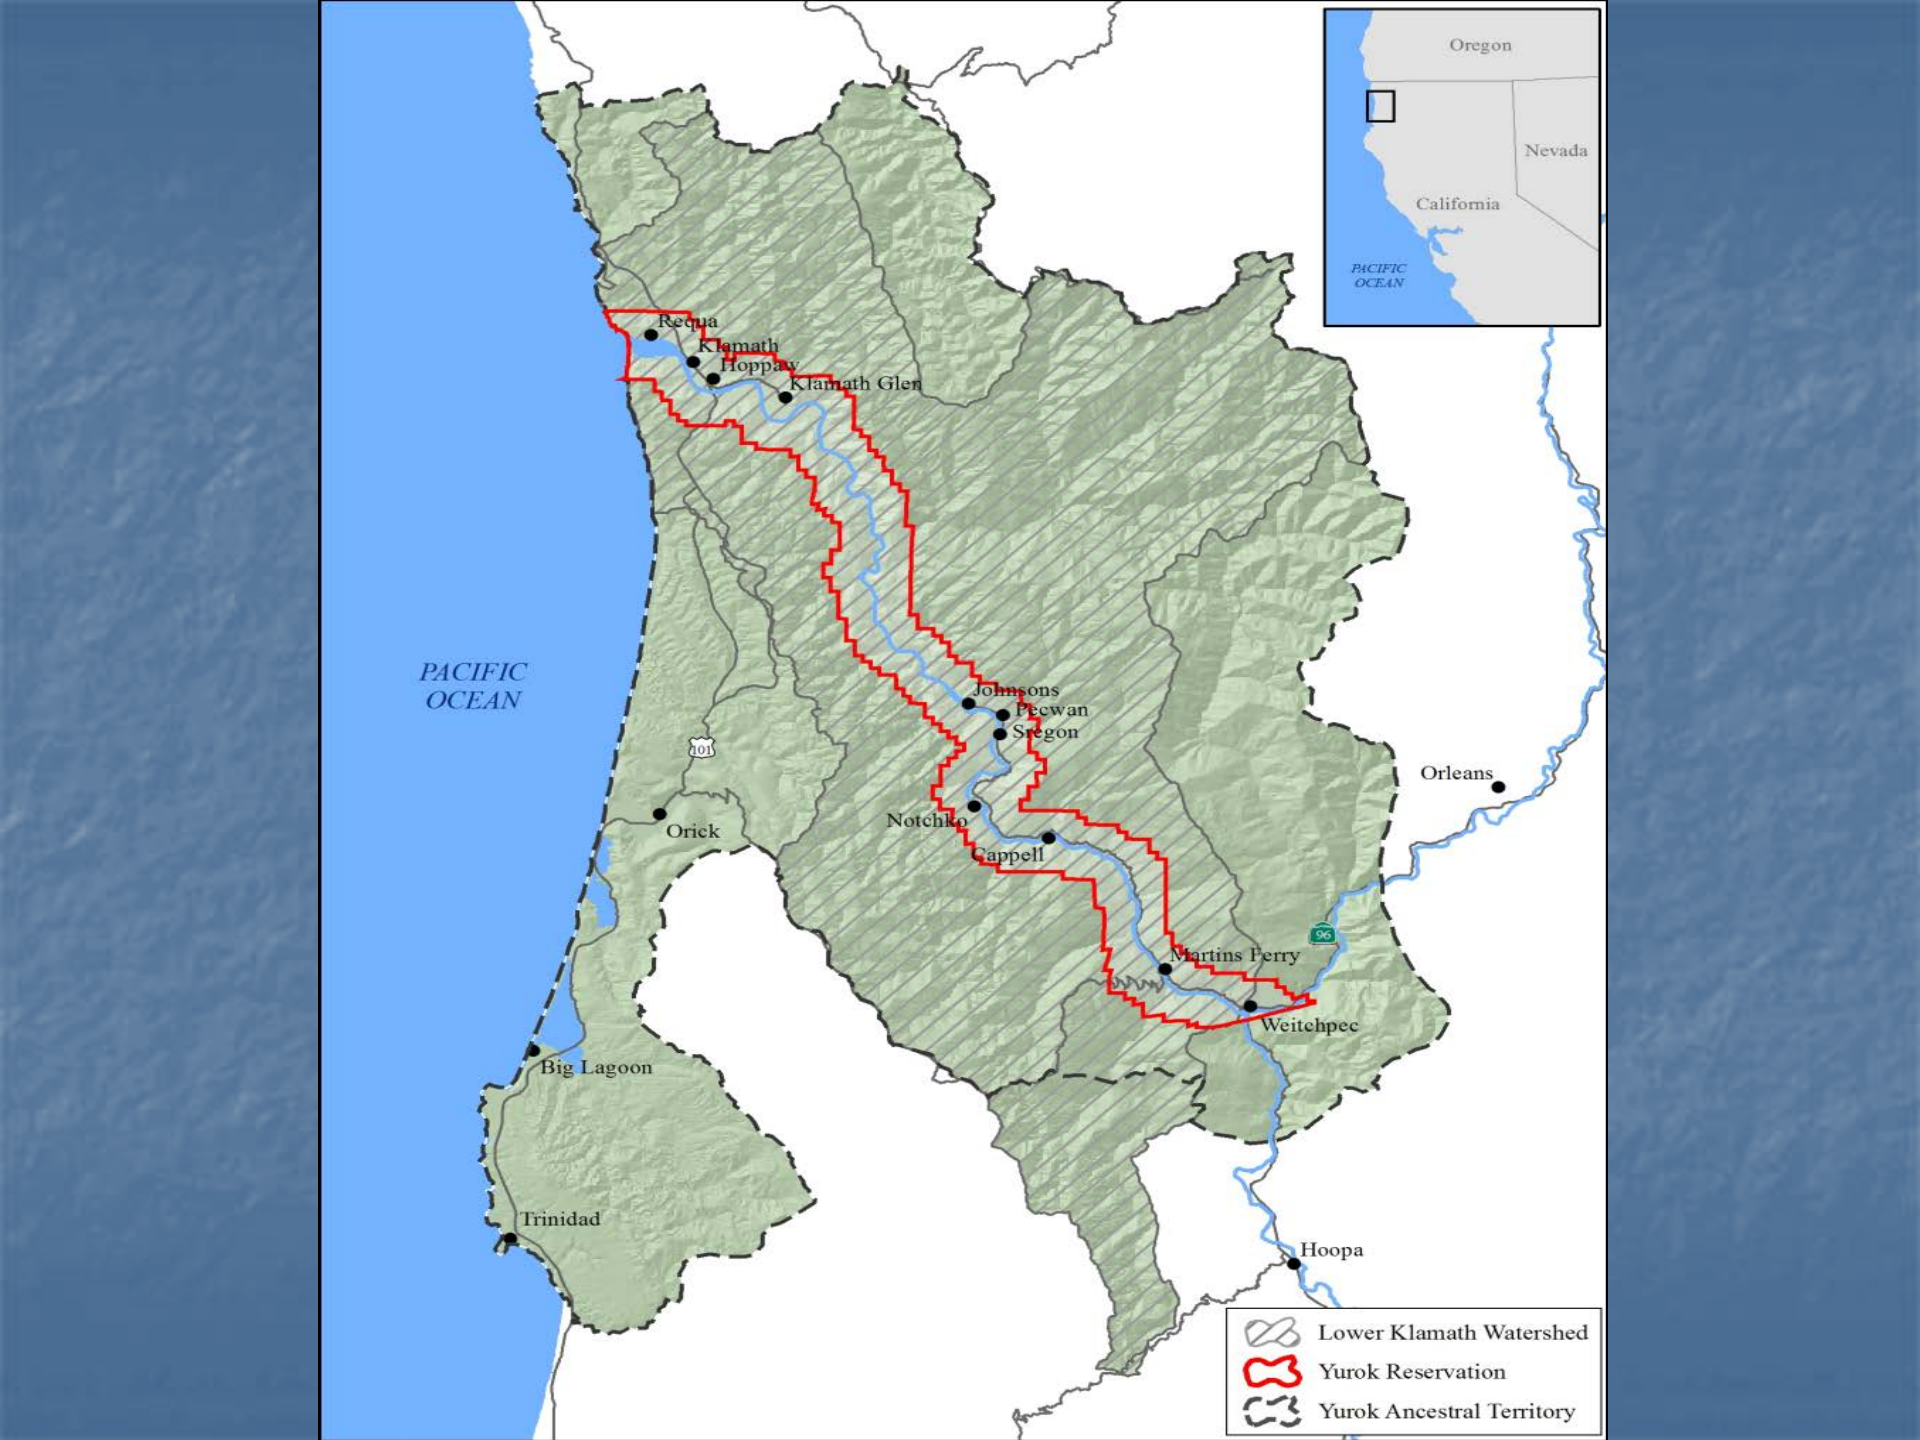 Oregon
Nevada
California
PACIFIC
OCEAN
Requa
Klamath
Hoppaw
Klamath Glen
PACIFIC
OCEAN
Johnsons
Pecwan
Sregon
101
Orleans
Notchko
Orick
Cappell
96
Martins Ferry
Weitchpec
Big Lagoon
Trinidad
Hoopa
Lower Klamath Watershed
Yurok Reservation
Yurok Ancestral Territory